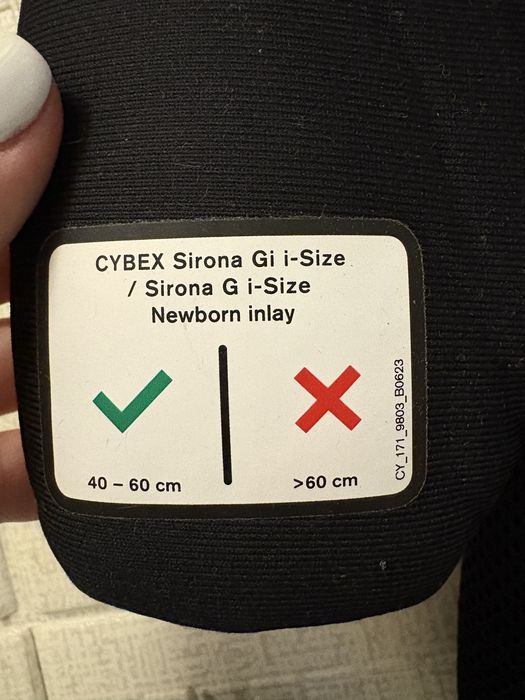 CYBEX Sirona Gi i-Size
/ Sirona G i-Size
Newborn inlay
40 – 60 cm
>60 cm
CY_171_9803_B0623